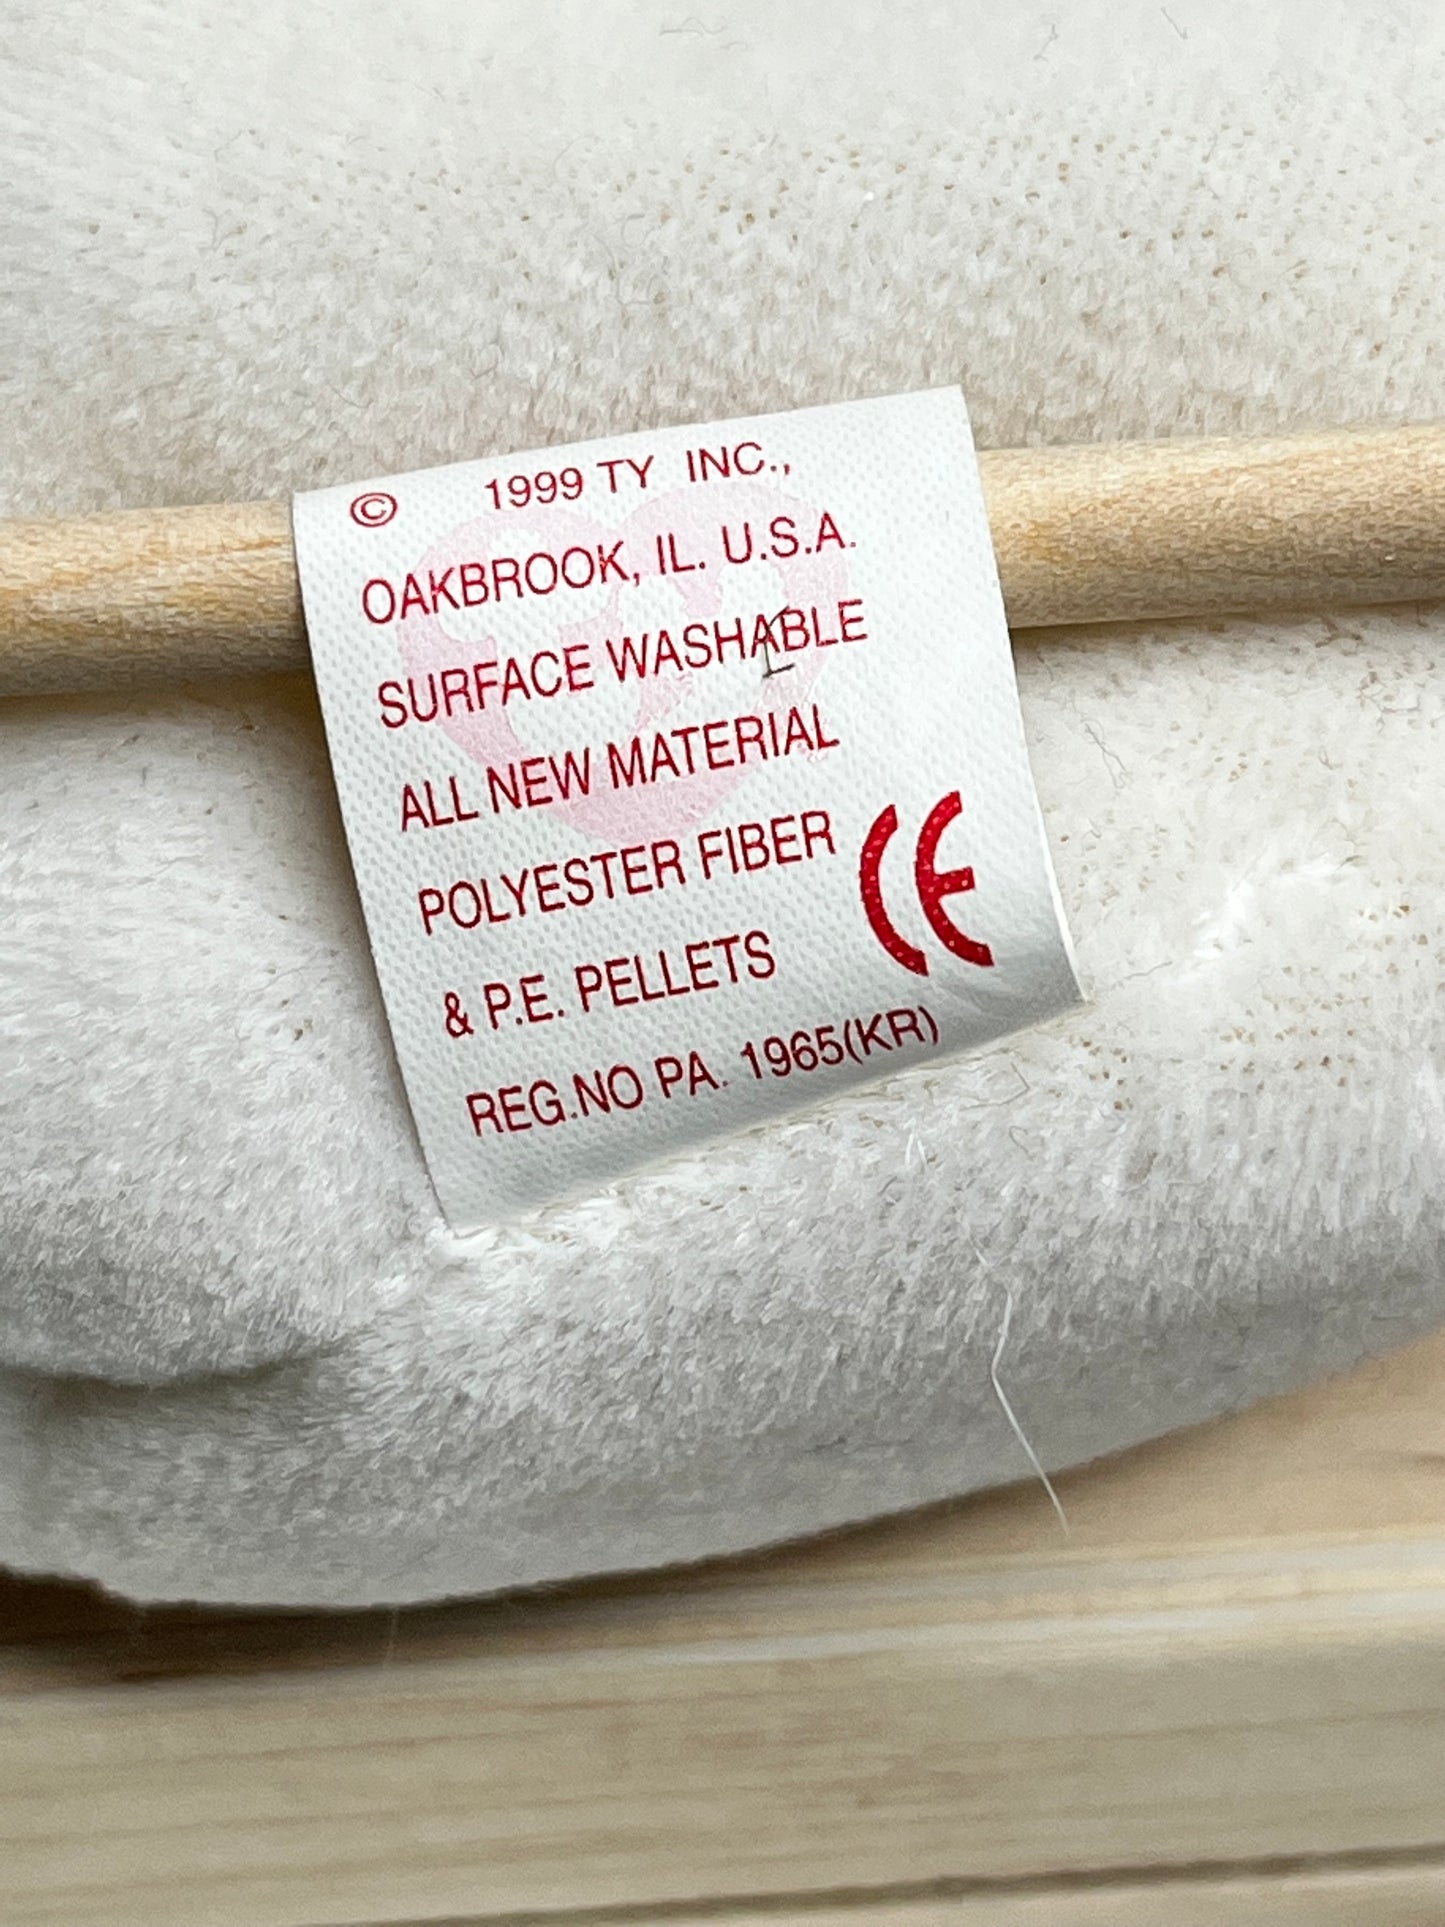 © 1999 TY INC.,
OAKBROOK, IL. U.S.A.
SURFACE WASHABLE
ALL NEW MATERIAL
POLYESTER FIBER
& P.E. PELLETS
CE
REG.NO PA. 1965(KR)